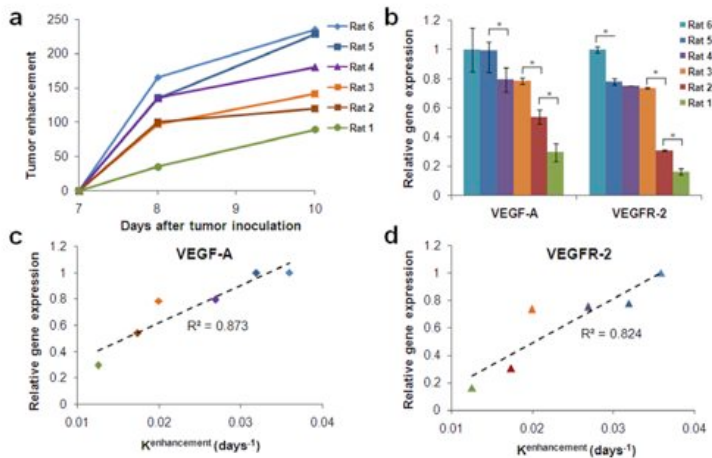 a
Tumor enhancement
250
200
150
100
50
0
7
8
9
10
Days after tumor inoculation
Rat 6
Rat 5
Rat 4
Rat 3
Rat 2
Rat 1
b
Relative gene expression
1.2
1
0.8
0.6
0.4
0.2
0
* * * *
* * *
VEGF-A
VEGFR-2
Rat 6
Rat 5
Rat 4
Rat 3
Rat 2
Rat 1
c
VEGF-A
Relative gene expression
1.2
1
0.8
0.6
0.4
0.2
0
R² = 0.873
0.01
0.02
0.03
0.04
K^enhancement (days⁻¹)
d
VEGFR-2
Relative gene expression
1.2
1
0.8
0.6
0.4
0.2
0
R² = 0.824
0.01
0.02
0.03
0.04
K^enhancement (days⁻¹)